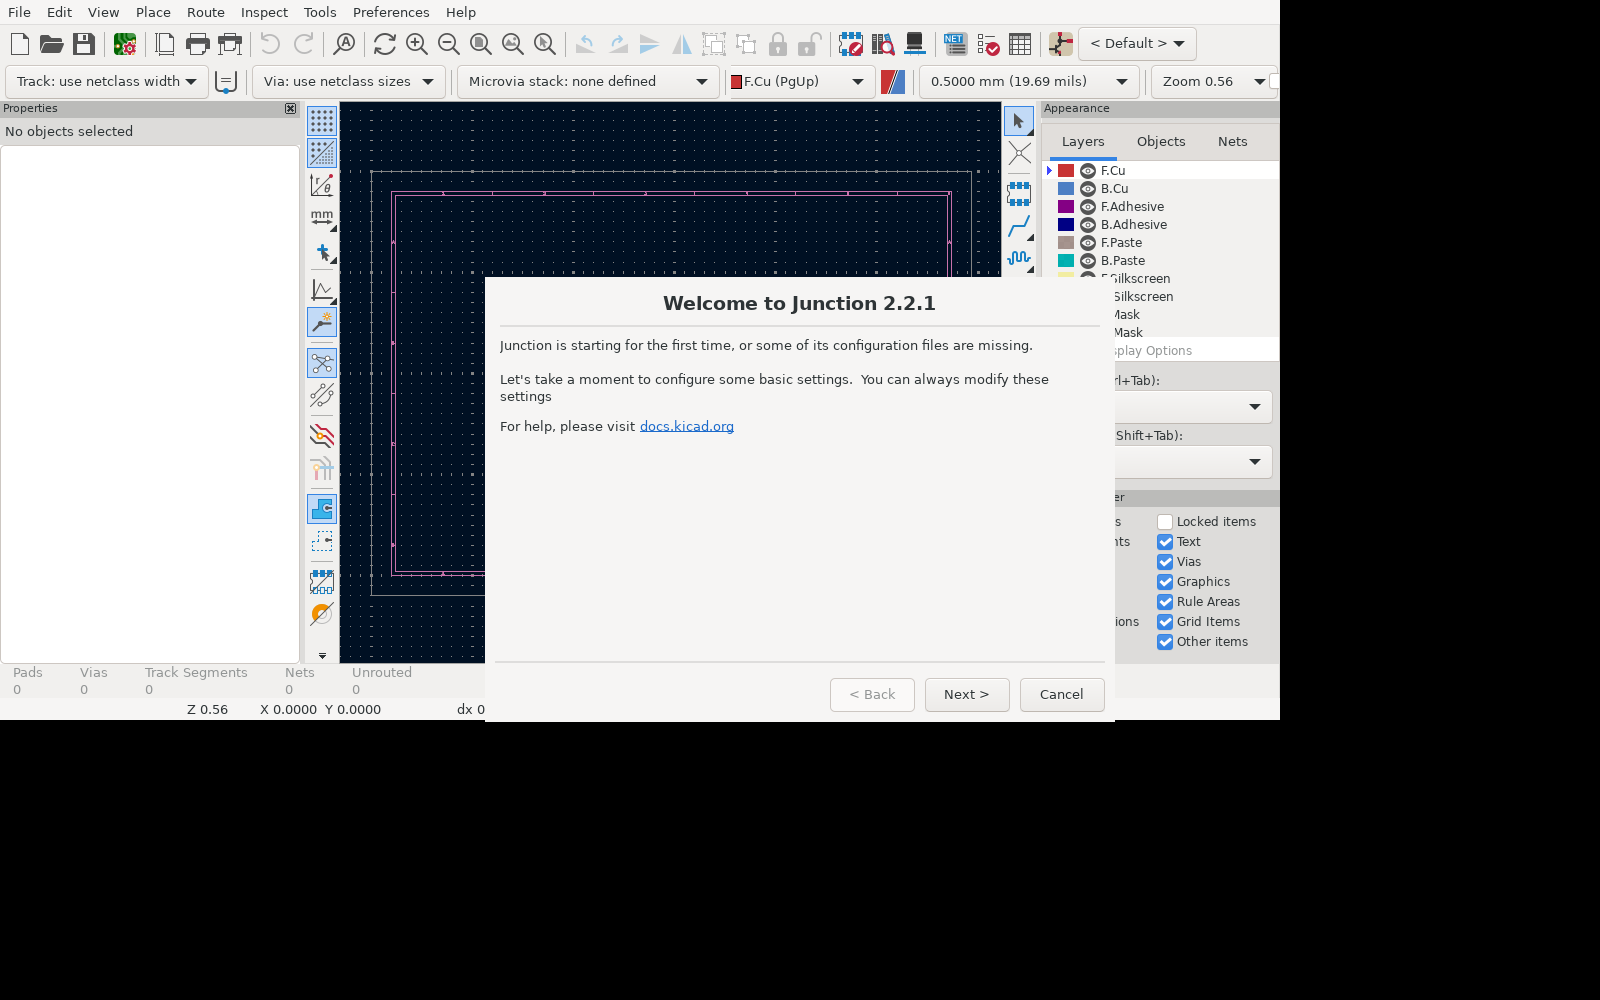 File Edit View Place Route Inspect Tools Preferences Help
< Default >
Track: use netclass width
Via: use netclass sizes
Microvia stack: none defined
F.Cu (PgUp)
0.5000 mm (19.69 mils)
Zoom 0.56
Properties
No objects selected
Appearance
Layers Objects Nets
F.Cu
B.Cu
F.Adhesive
B.Adhesive
F.Paste
B.Paste
F.Silkscreen
Silkscreen
Mask
Mask
splay Options
rl+Tab):
Shift+Tab):
er
s Locked items
nts Text
Vias
Graphics
Rule Areas
ions Grid Items
Other items
Welcome to Junction 2.2.1
Junction is starting for the first time, or some of its configuration files are missing.
Let's take a moment to configure some basic settings.  You can always modify these
settings
For help, please visit docs.kicad.org
< Back Next > Cancel
Pads Vias Track Segments Nets Unrouted
0 0 0 0 0
Z 0.56 X 0.0000 Y 0.0000 dx 0